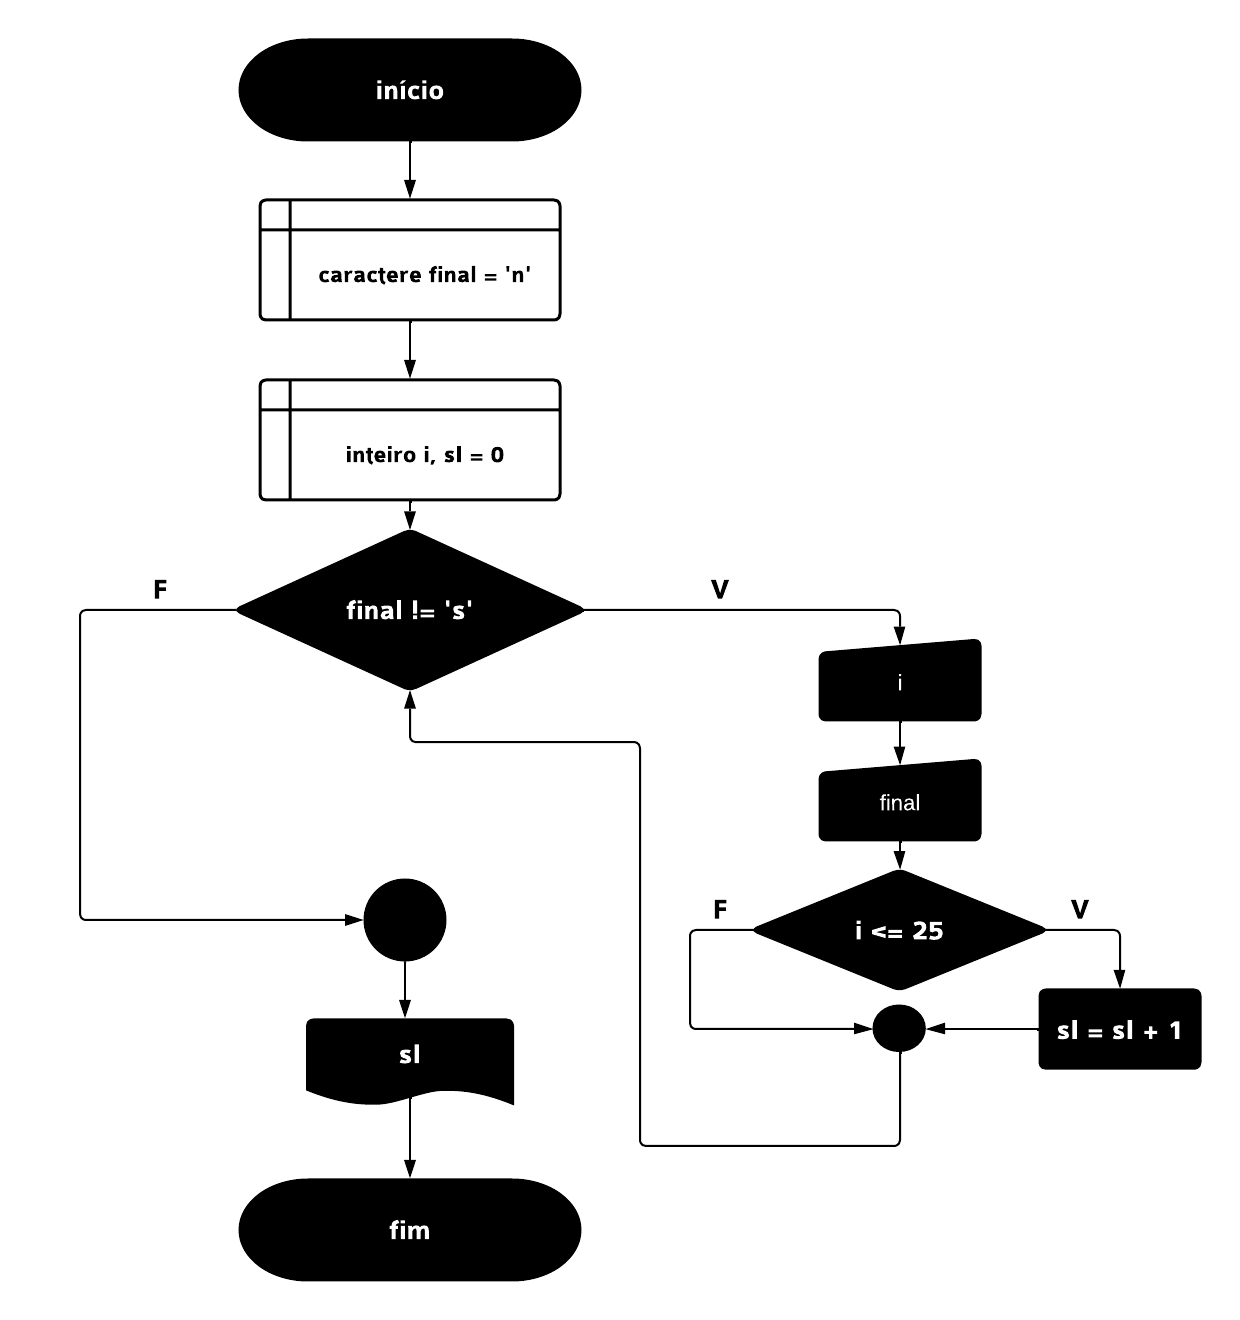 início
caractere final = 'n'
inteiro i, sl = 0
final != 's'
F
V
i
final
i <= 25
F
V
sl = sl + 1
sl
fim